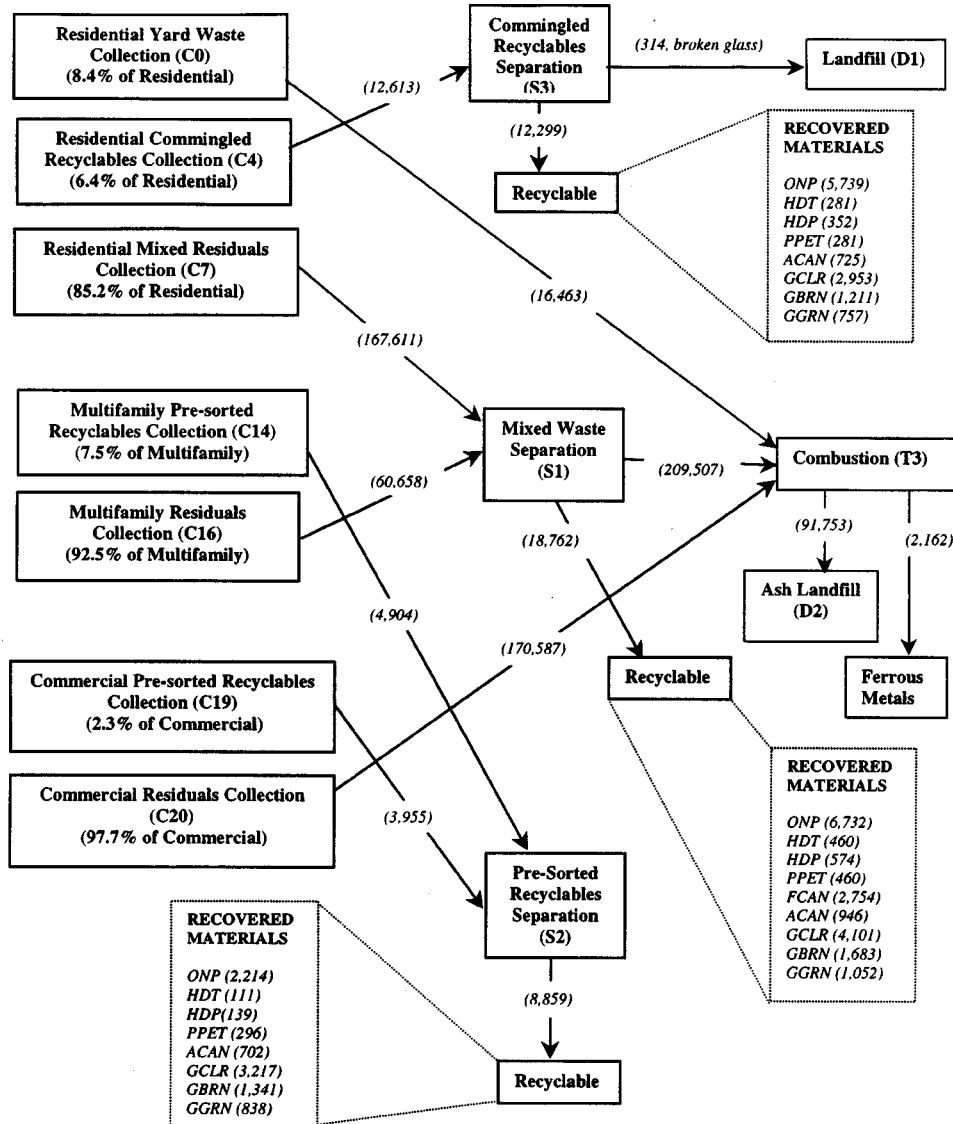 Residential Yard Waste
Collection (C0)
(8.4% of Residential)
Commingled
Recyclables
Separation
(S3)
(314, broken glass)
Landfill (D1)
(12,613)
Residential Commingled
Recyclables Collection (C4)
(6.4% of Residential)
(12,299)
Recyclable
RECOVERED
MATERIALS
ONP (5,739)
HDT (281)
HDP (352)
PPET (281)
ACAN (725)
GCLR (2,953)
GBRN (1,211)
GGRN (757)
Residential Mixed Residuals
Collection (C7)
(85.2% of Residential)
(16,463)
(167,611)
Multifamily Pre-sorted
Recyclables Collection (C14)
(7.5% of Multifamily)
Mixed Waste
Separation
(S1)
(209,507)
Combustion (T3)
(60,658)
Multifamily Residuals
Collection (C16)
(92.5% of Multifamily)
(18,762)
(91,753)
(2,162)
Ash Landfill
(D2)
(4,904)
(170,587)
Recyclable
Ferrous
Metals
Commercial Pre-sorted Recyclables
Collection (C19)
(2.3% of Commercial)
Commercial Residuals Collection
(C20)
(97.7% of Commercial)
(3,955)
RECOVERED
MATERIALS
ONP (6,732)
HDT (460)
HDP (574)
PPET (460)
FCAN (2,754)
ACAN (946)
GCLR (4,101)
GBRN (1,683)
GGRN (1,052)
Pre-Sorted
Recyclables
Separation
(S2)
RECOVERED
MATERIALS
ONP (2,214)
HDT (111)
HDP(139)
PPET (296)
ACAN (702)
GCLR (3,217)
GBRN (1,341)
GGRN (838)
(8,859)
Recyclable